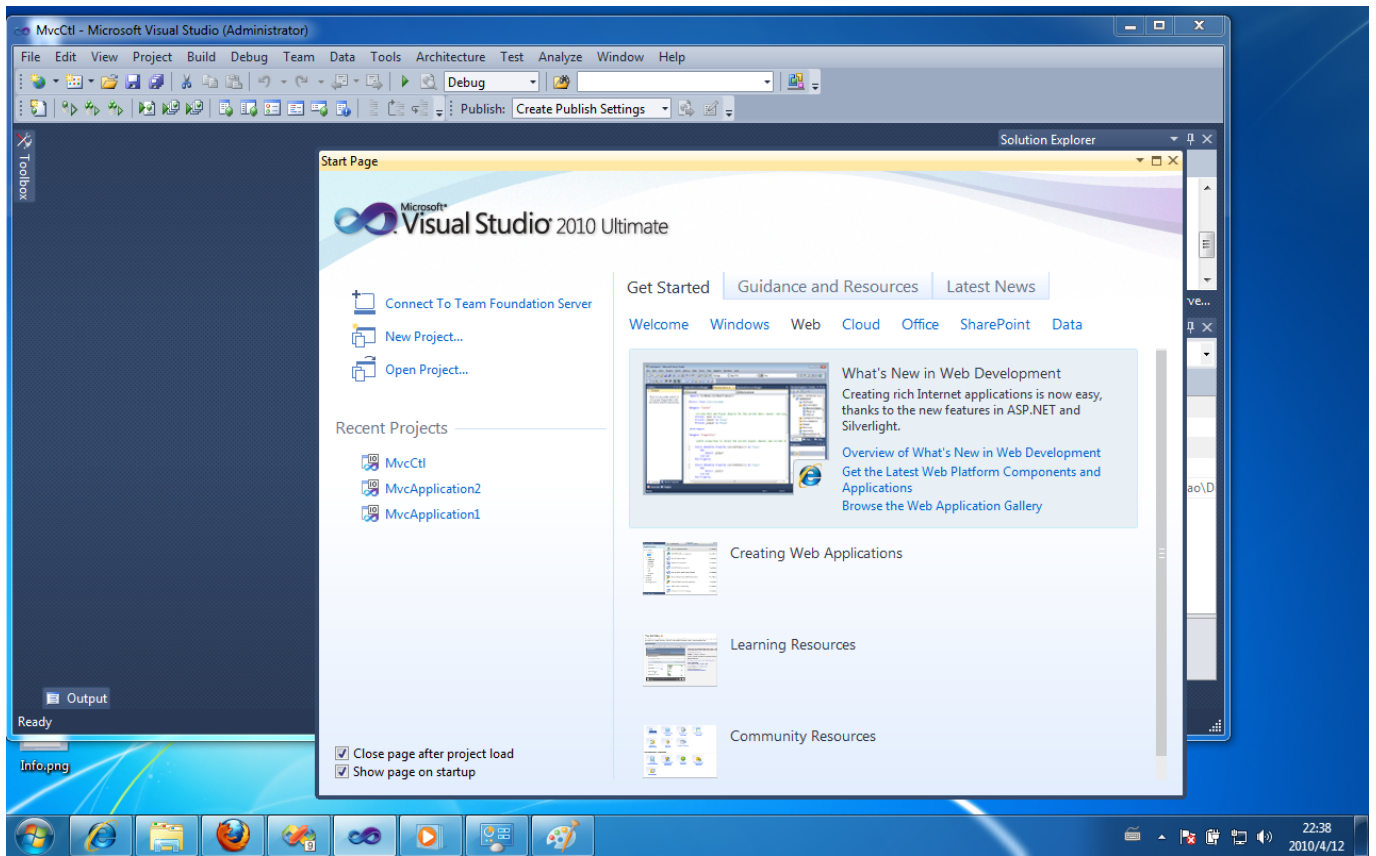 MvcCtl - Microsoft Visual Studio (Administrator)
File Edit View Project Build Debug Team Data Tools Architecture Test Analyze Window Help
Debug
Publish: Create Publish Settings
Toolbox
Solution Explorer
Start Page
Microsoft
Visual Studio 2010 Ultimate
Connect To Team Foundation Server
New Project...
Open Project...
Recent Projects
MvcCtl
MvcApplication2
MvcApplication1
Close page after project load
Show page on startup
Get Started Guidance and Resources Latest News
Welcome Windows Web Cloud Office SharePoint Data
What's New in Web Development
Creating rich Internet applications is now easy,
thanks to the new features in ASP.NET and
Silverlight.
Overview of What's New in Web Development
Get the Latest Web Platform Components and
Applications
Browse the Web Application Gallery
Creating Web Applications
Learning Resources
Community Resources
ve...
ao\D
Output
Ready
Info.png
22:38
2010/4/12